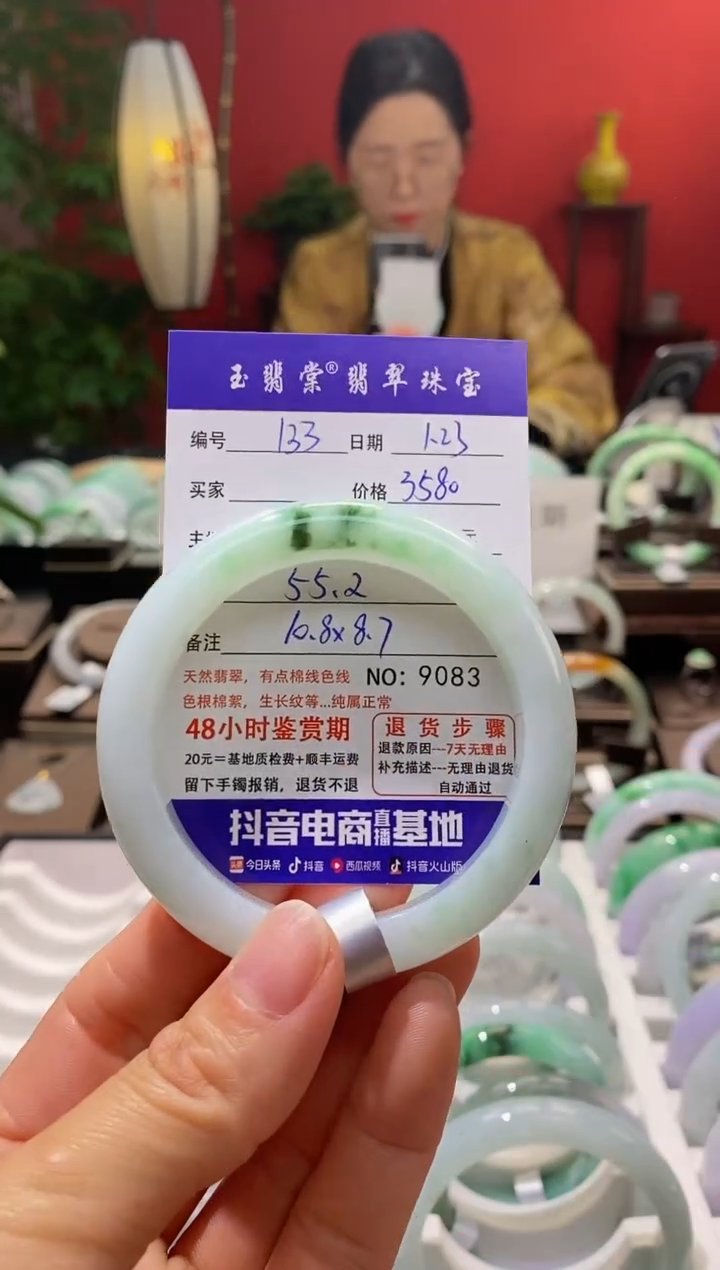 玉翡棠®翡翠珠宝
编号 133 日期 1.23
买家 价格 3580
55.2
备注 10.8x8.7
天然翡翠，有点棉线色线 NO: 9083
色根棉絮，生长纹等...纯属正常
48小时鉴赏期
20元＝基地质检费+顺丰运费
留下手镯报销，退货不退
退货步骤
退款原因---7天无理由
补充描述---无理由退货
自动通过
抖音电商直播基地
头条 今日头条 抖音 西瓜视频 抖音火山版